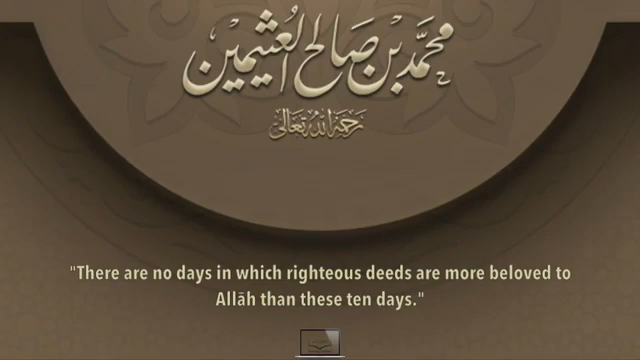 محمد بن صالح العثيمين
رحمه الله تعالى
"There are no days in which righteous deeds are more beloved to
Allāh than these ten days."